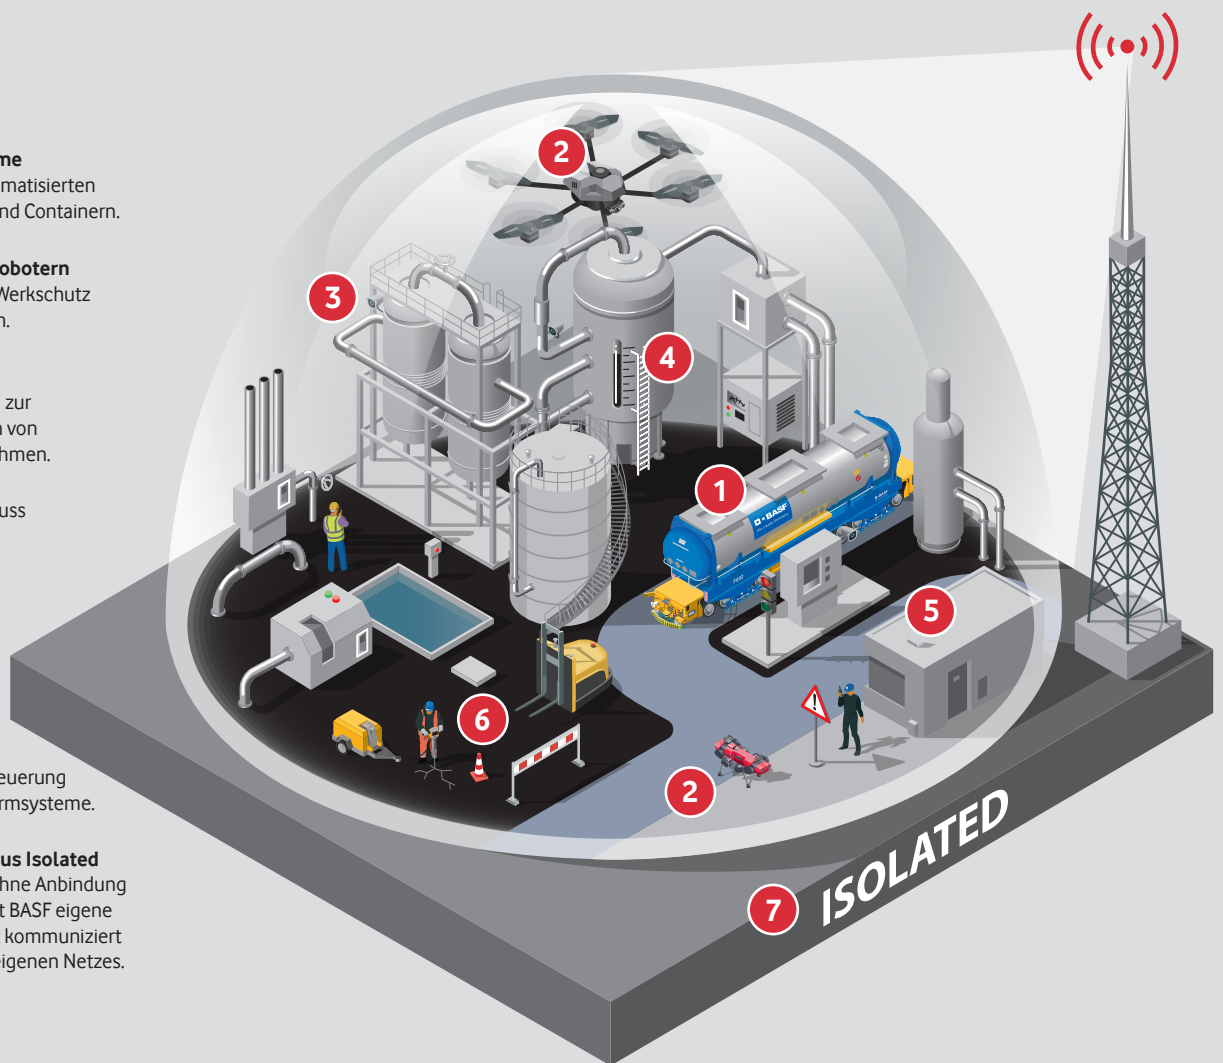 me
matisierten
nd Containern.
obotern
Werkschutz
n.
zur
n von
hmen.
uss
euerung
rmsysteme.
us Isolated
hne Anbindung
t BASF eigene
t kommuniziert
eigenen Netzes.
2
3
4
1
BASF
5
6
2
7
ISOLATED